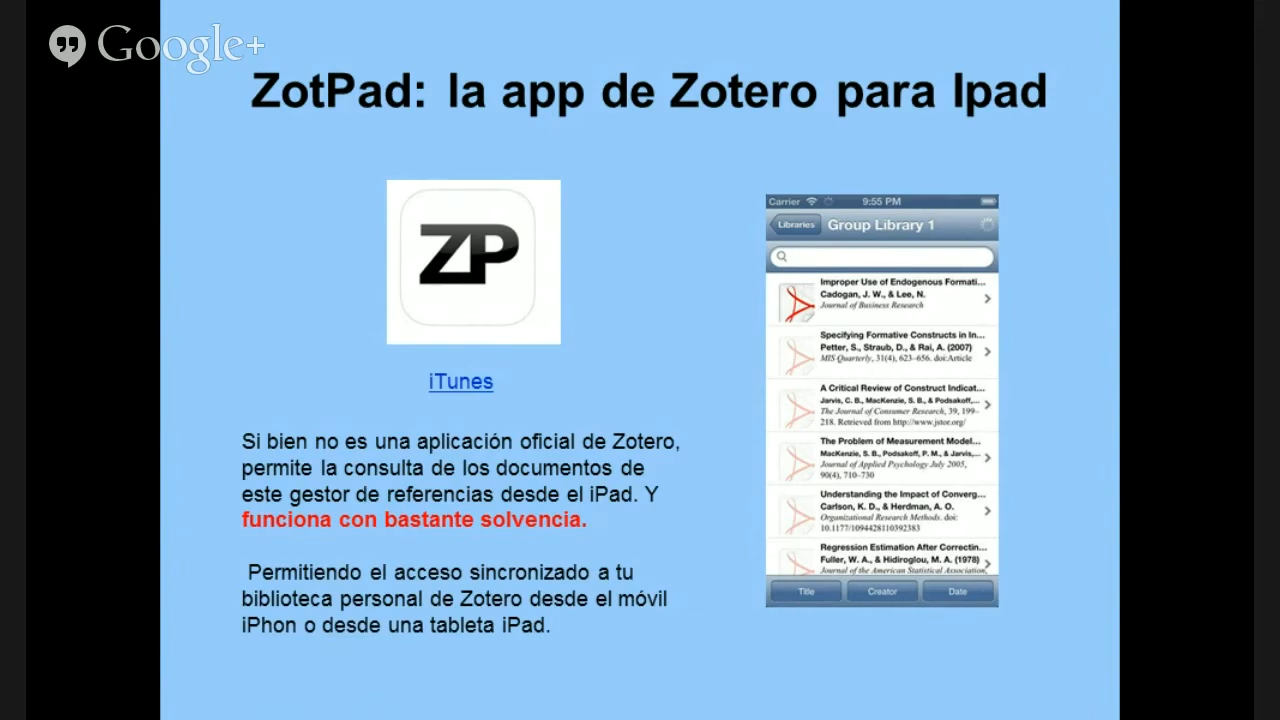 Google+
ZotPad: la app de Zotero para Ipad
ZP
iTunes
Si bien no es una aplicación oficial de Zotero,
permite la consulta de los documentos de
este gestor de referencias desde el iPad. Y
funciona con bastante solvencia.
Permitiendo el acceso sincronizado a tu
biblioteca personal de Zotero desde el móvil
iPhon o desde una tableta iPad.
Carrier 9:55 PM
Libraries Group Library 1
Improper Use of Endogenous Formati...
Cadogan, J. W., & Lee, N.
Journal of Business Research
Specifying Formative Constructs in In...
Petter, S., Straub, D., & Rai, A. (2007)
MIS Quarterly, 31(4), 623–656. doi:Article
A Critical Review of Construct Indicat...
Jarvis, C. B., MacKenzie, S. B., & Podsakoff,...
The Journal of Consumer Research, 39, 199–
218. Retrieved from http://www.jstor.org/
The Problem of Measurement Model...
MacKenzie, S. B., Podsakoff, P. M., & Jarvis,...
Journal of Applied Psychology July 2005,
90(4), 710–730
Understanding the Impact of Converg...
Carlson, K. D., & Herdman, A. O.
Organizational Research Methods. doi:
10.1177/1094428110392383
Regression Estimation After Correctin...
Fuller, W. A., & Hidiroglou, M. A. (1978)
Journal of the American Statistical Association,
Title Creator Date